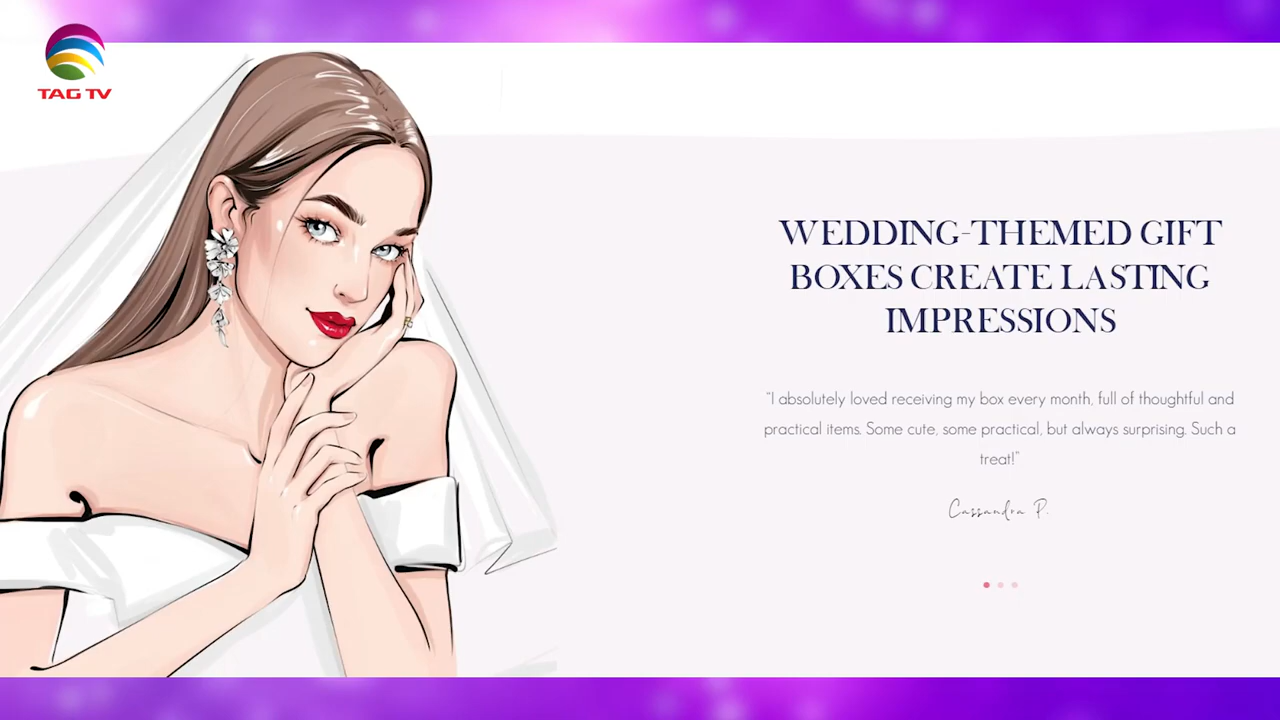 TAG TV
WEDDING-THEMED GIFT
BOXES CREATE LASTING
IMPRESSIONS
"I absolutely loved receiving my box every month, full of thoughtful and
practical items. Some cute, some practical, but always surprising. Such a
treat!"
Cassandra P.